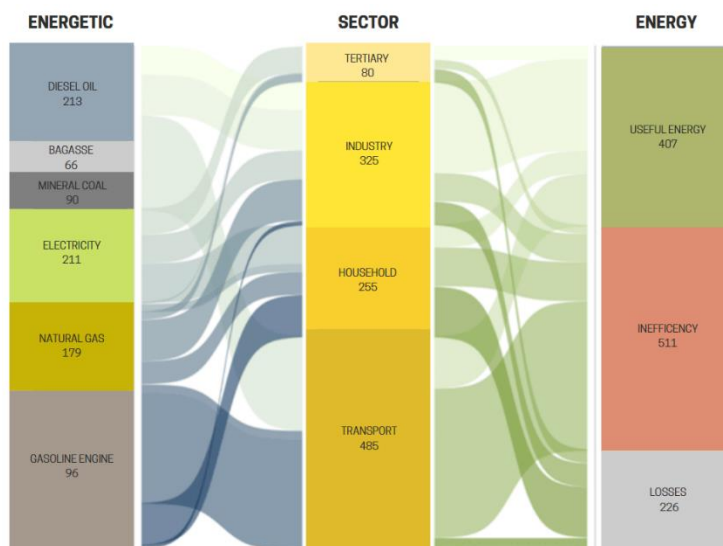 ENERGETIC
SECTOR
ENERGY
DIESEL OIL
213
BAGASSE
66
MINERAL COAL
90
ELECTRICITY
211
NATURAL GAS
179
GASOLINE ENGINE
96
TERTIARY
80
INDUSTRY
325
HOUSEHOLD
255
TRANSPORT
485
USEFUL ENERGY
407
INEFFICENCY
511
LOSSES
226